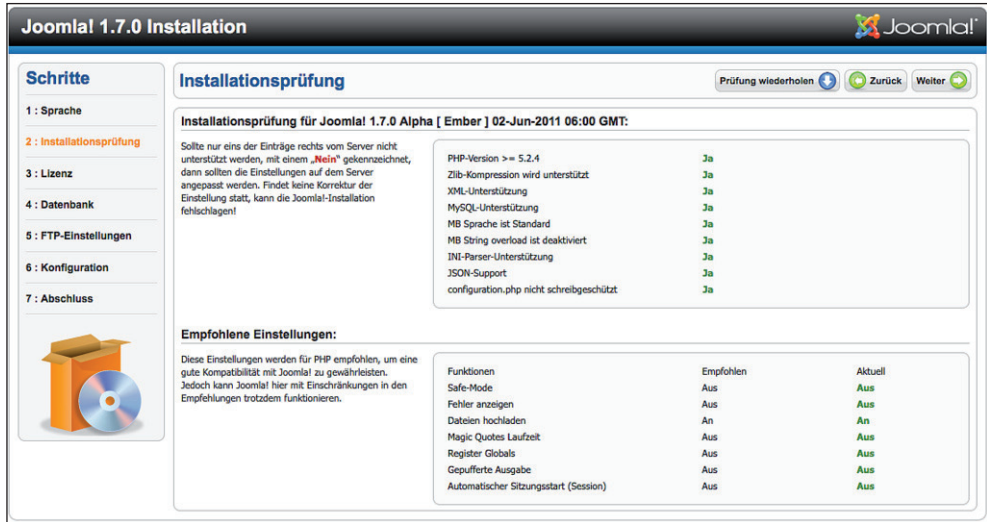 Joomla! 1.7.0 Installation
Joomla!
Schritte
1 : Sprache
2 : Installationsprüfung
3 : Lizenz
4 : Datenbank
5 : FTP-Einstellungen
6 : Konfiguration
7 : Abschluss
Installationsprüfung
Prüfung wiederholen
Zurück
Weiter
Installationsprüfung für Joomla! 1.7.0 Alpha [ Ember ] 02-Jun-2011 06:00 GMT:
Sollte nur eins der Einträge rechts vom Server nicht
unterstützt werden, mit einem „Nein“ gekennzeichnet,
dann sollten die Einstellungen auf dem Server
angepasst werden. Findet keine Korrektur der
Einstellung statt, kann die Joomla!-Installation
fehlschlagen!
PHP-Version >= 5.2.4 Ja
Zlib-Kompression wird unterstützt Ja
XML-Unterstützung Ja
MySQL-Unterstützung Ja
MB Sprache ist Standard Ja
MB String overload ist deaktiviert Ja
INI-Parser-Unterstützung Ja
JSON-Support Ja
configuration.php nicht schreibgeschützt Ja
Empfohlene Einstellungen:
Diese Einstellungen werden für PHP empfohlen, um eine
gute Kompatibilität mit Joomla! zu gewährleisten.
Jedoch kann Joomla! hier mit Einschränkungen in den
Empfehlungen trotzdem funktionieren.
Funktionen Empfohlen Aktuell
Safe-Mode Aus Aus
Fehler anzeigen Aus Aus
Dateien hochladen An An
Magic Quotes Laufzeit Aus Aus
Register Globals Aus Aus
Gepufferte Ausgabe Aus Aus
Automatischer Sitzungsstart (Session) Aus Aus